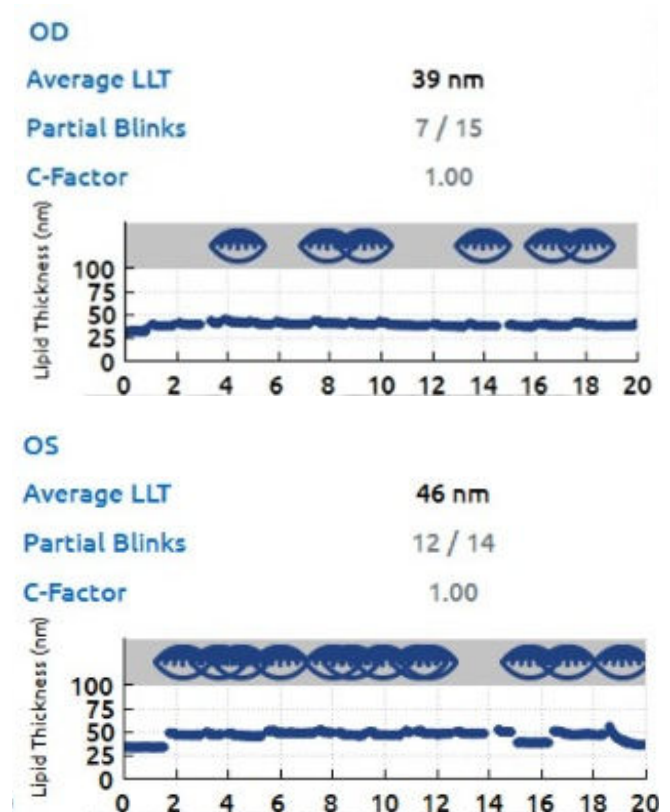 OD
Average LLT 39 nm
Partial Blinks 7 / 15
C-Factor 1.00
Lipid Thickness (nm)
100
75
50
25
0
0 2 4 6 8 10 12 14 16 18 20
OS
Average LLT 46 nm
Partial Blinks 12 / 14
C-Factor 1.00
Lipid Thickness (nm)
100
75
50
25
0
0 2 4 6 8 10 12 14 16 18 20